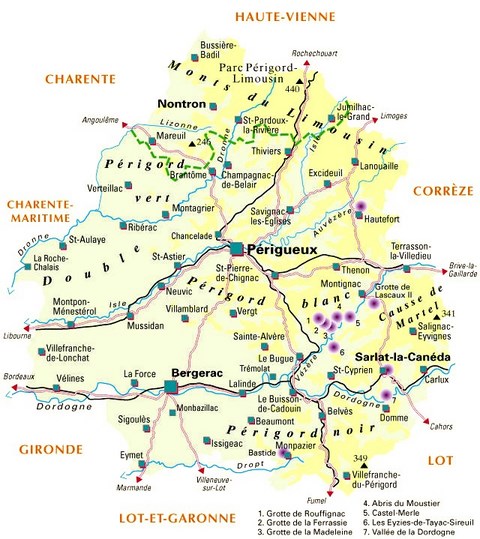 HAUTE-VIENNE
Bussière-
Badil
Rochechouart
Parc Périgord-
Limousin
CHARENTE
Monts du Limousin
440
Nontron
Jumilhac-
le-Grand
Limoges
Angoulême
Lizonne
St-Pardoux-
la-Rivière
Dronne
Isle
Mareuil
246
Thiviers
Lanouaille
Périgord
vert
Brantôme
Champagnac-
de-Belair
Excideuil
CORRÈZE
Verteillac
CHARENTE-
MARITIME
Montagrier
Savignac-
les-Églises
Auvézère
Hautefort
Ribérac
Chancelade
Dronne
St-Aulaye
Périgueux
Terrasson-
la-Villedieu
Double
La Roche-
Chalais
St-Astier
St-Pierre-
de-Chignac
Thenon
Brive-la-
Gaillarde
Périgord
blanc
Montignac
Grotte de
Lascaux II
Neuvic
Montpon-
Ménestérol
Isle
Villamblard
Vergt
Causse de
Martel
341
Libourne
Mussidan
1
2
3
4
5
Salignac-
Eyvignes
Villefranche-
de-Lonchat
Sainte-Alvère
6
Le Bugue
Vézère
Sarlat-la-Canéda
Bordeaux
Vélines
La Force
Bergerac
Trémolat
St-Cyprien
Carlux
Lalinde
Dordogne
Dordogne
Monbazillac
Le Buisson-
de-Cadouin
7
Domme
Belvès
Sigoulès
Beaumont
Cahors
Périgord noir
GIRONDE
Issigeac
Monpazier
Eymet
Bastide
349
LOT
Dropt
Villefranche-
du-Périgord
Marmande
Villeneuve-
sur-Lot
Fumel
LOT-ET-GARONNE
1. Grotte de Rouffignac
2. Grotte de la Ferrassie
3. Grotte de la Madeleine
4. Abris du Moustier
5. Castel-Merle
6. Les Eyzies-de-Tayac-Sireuil
7. Vallée de la Dordogne